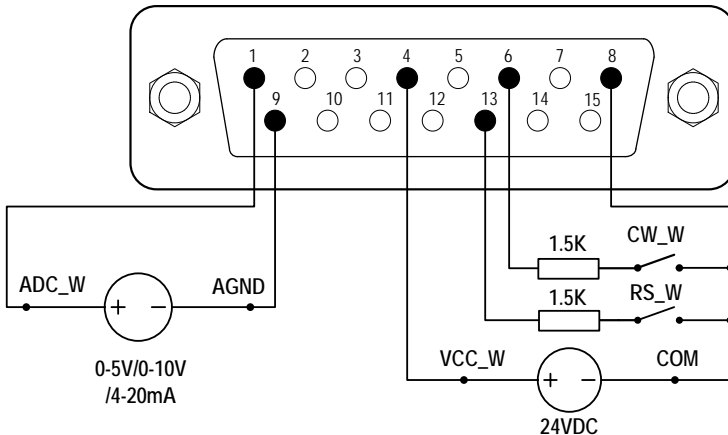 1 2 3 4 5 6 7 8
9 10 11 12 13 14 15
1.5K CW_W
ADC_W + − AGND
1.5K RS_W
0-5V/0-10V
/4-20mA
VCC_W + − COM
24VDC